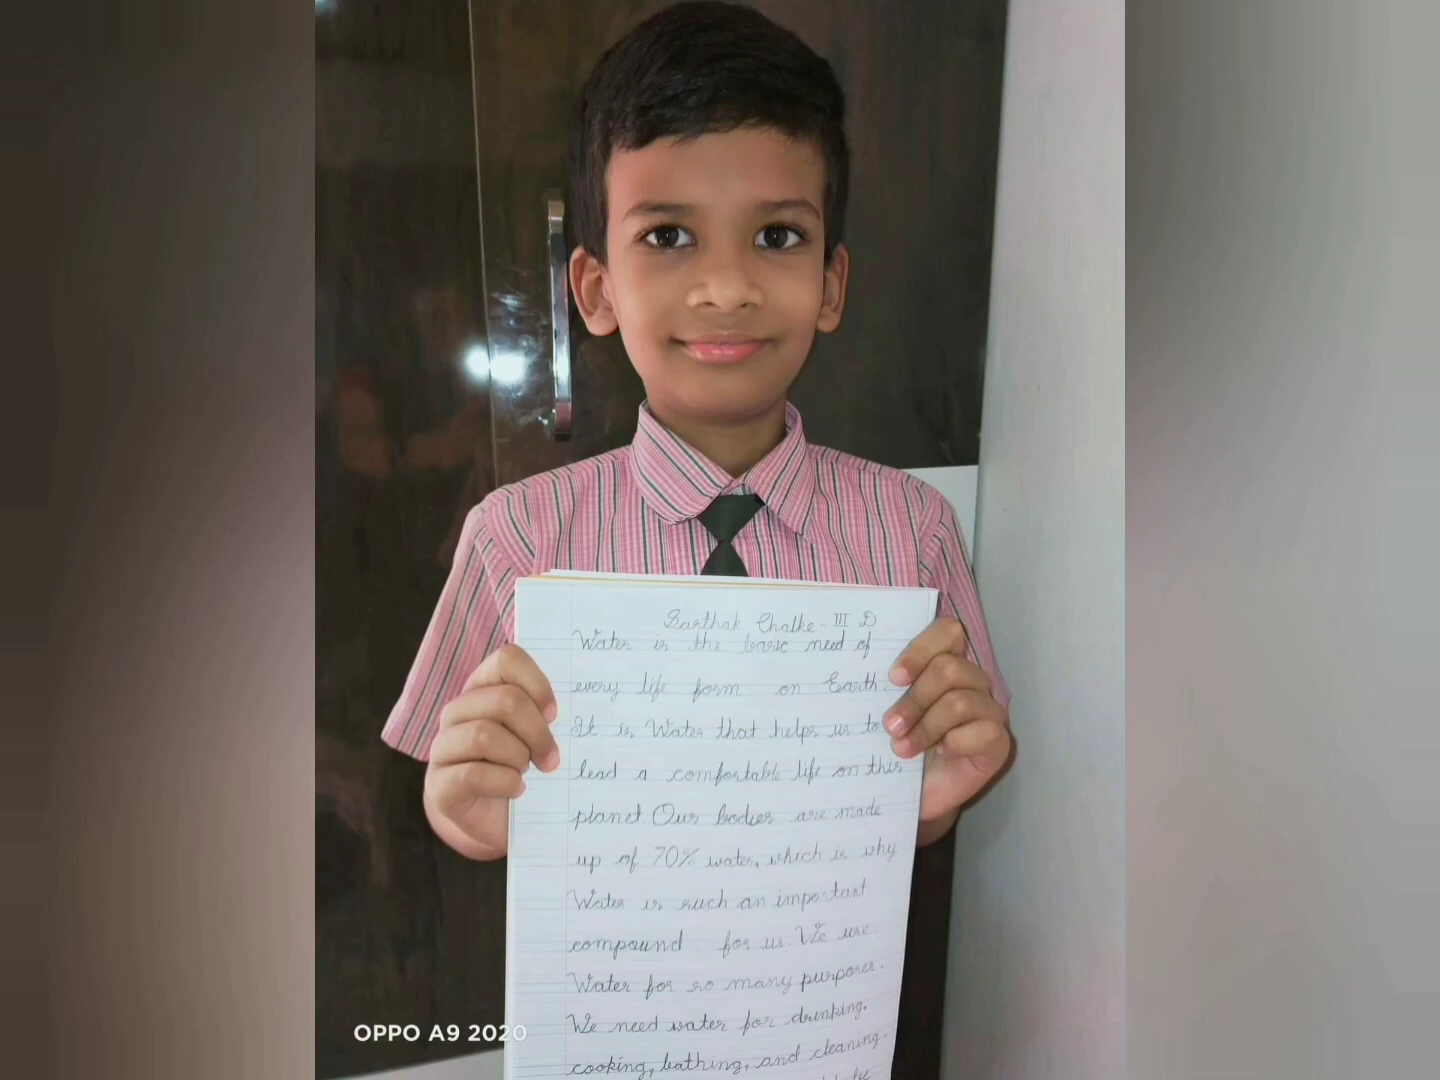 Sarthak Chalke - III D
Water is the basic need of
every life form on Earth.
It is Water that helps us to
lead a comfortable life on this
planet Our bodies are made
up of 70% water, which is why
Water is such an important
compound for us. We use
Water for so many purposes.
We need water for drinking,
cooking, bathing, and cleaning.
OPPO A9 2020